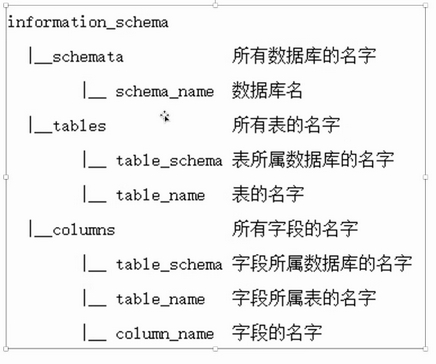 information_schema
|__schemata 所有数据库的名字
|__ schema_name 数据库名
|__tables 所有表的名字
|__ table_schema 表所属数据库的名字
|__ table_name 表的名字
|__columns 所有字段的名字
|__ table_schema 字段所属数据库的名字
|__ table_name 字段所属表的名字
|__ column_name 字段的名字